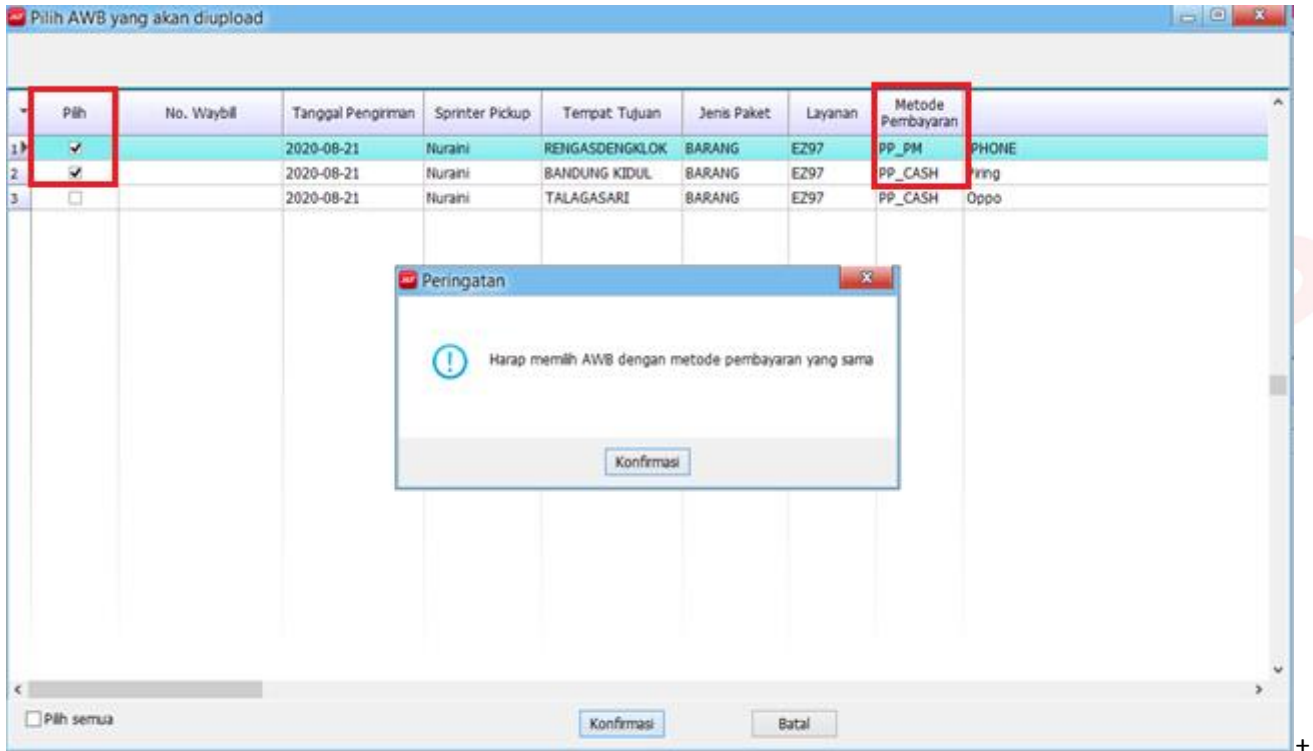 Pilih AWB yang akan diupload
Pilih No. Waybill Tanggal Pengiriman Sprinter Pickup Tempat Tujuan Jenis Paket Layanan Metode Pembayaran
1 2020-08-21 Nuraini RENGASDENGKLOK BARANG EZ97 PP_PM PHONE
2 2020-08-21 Nuraini BANDUNG KIDUL BARANG EZ97 PP_CASH Piring
3 2020-08-21 Nuraini TALAGASARI BARANG EZ97 PP_CASH Oppo
Peringatan
Harap memilih AWB dengan metode pembayaran yang sama
Konfirmasi
Pilih semua Konfirmasi Batal
+